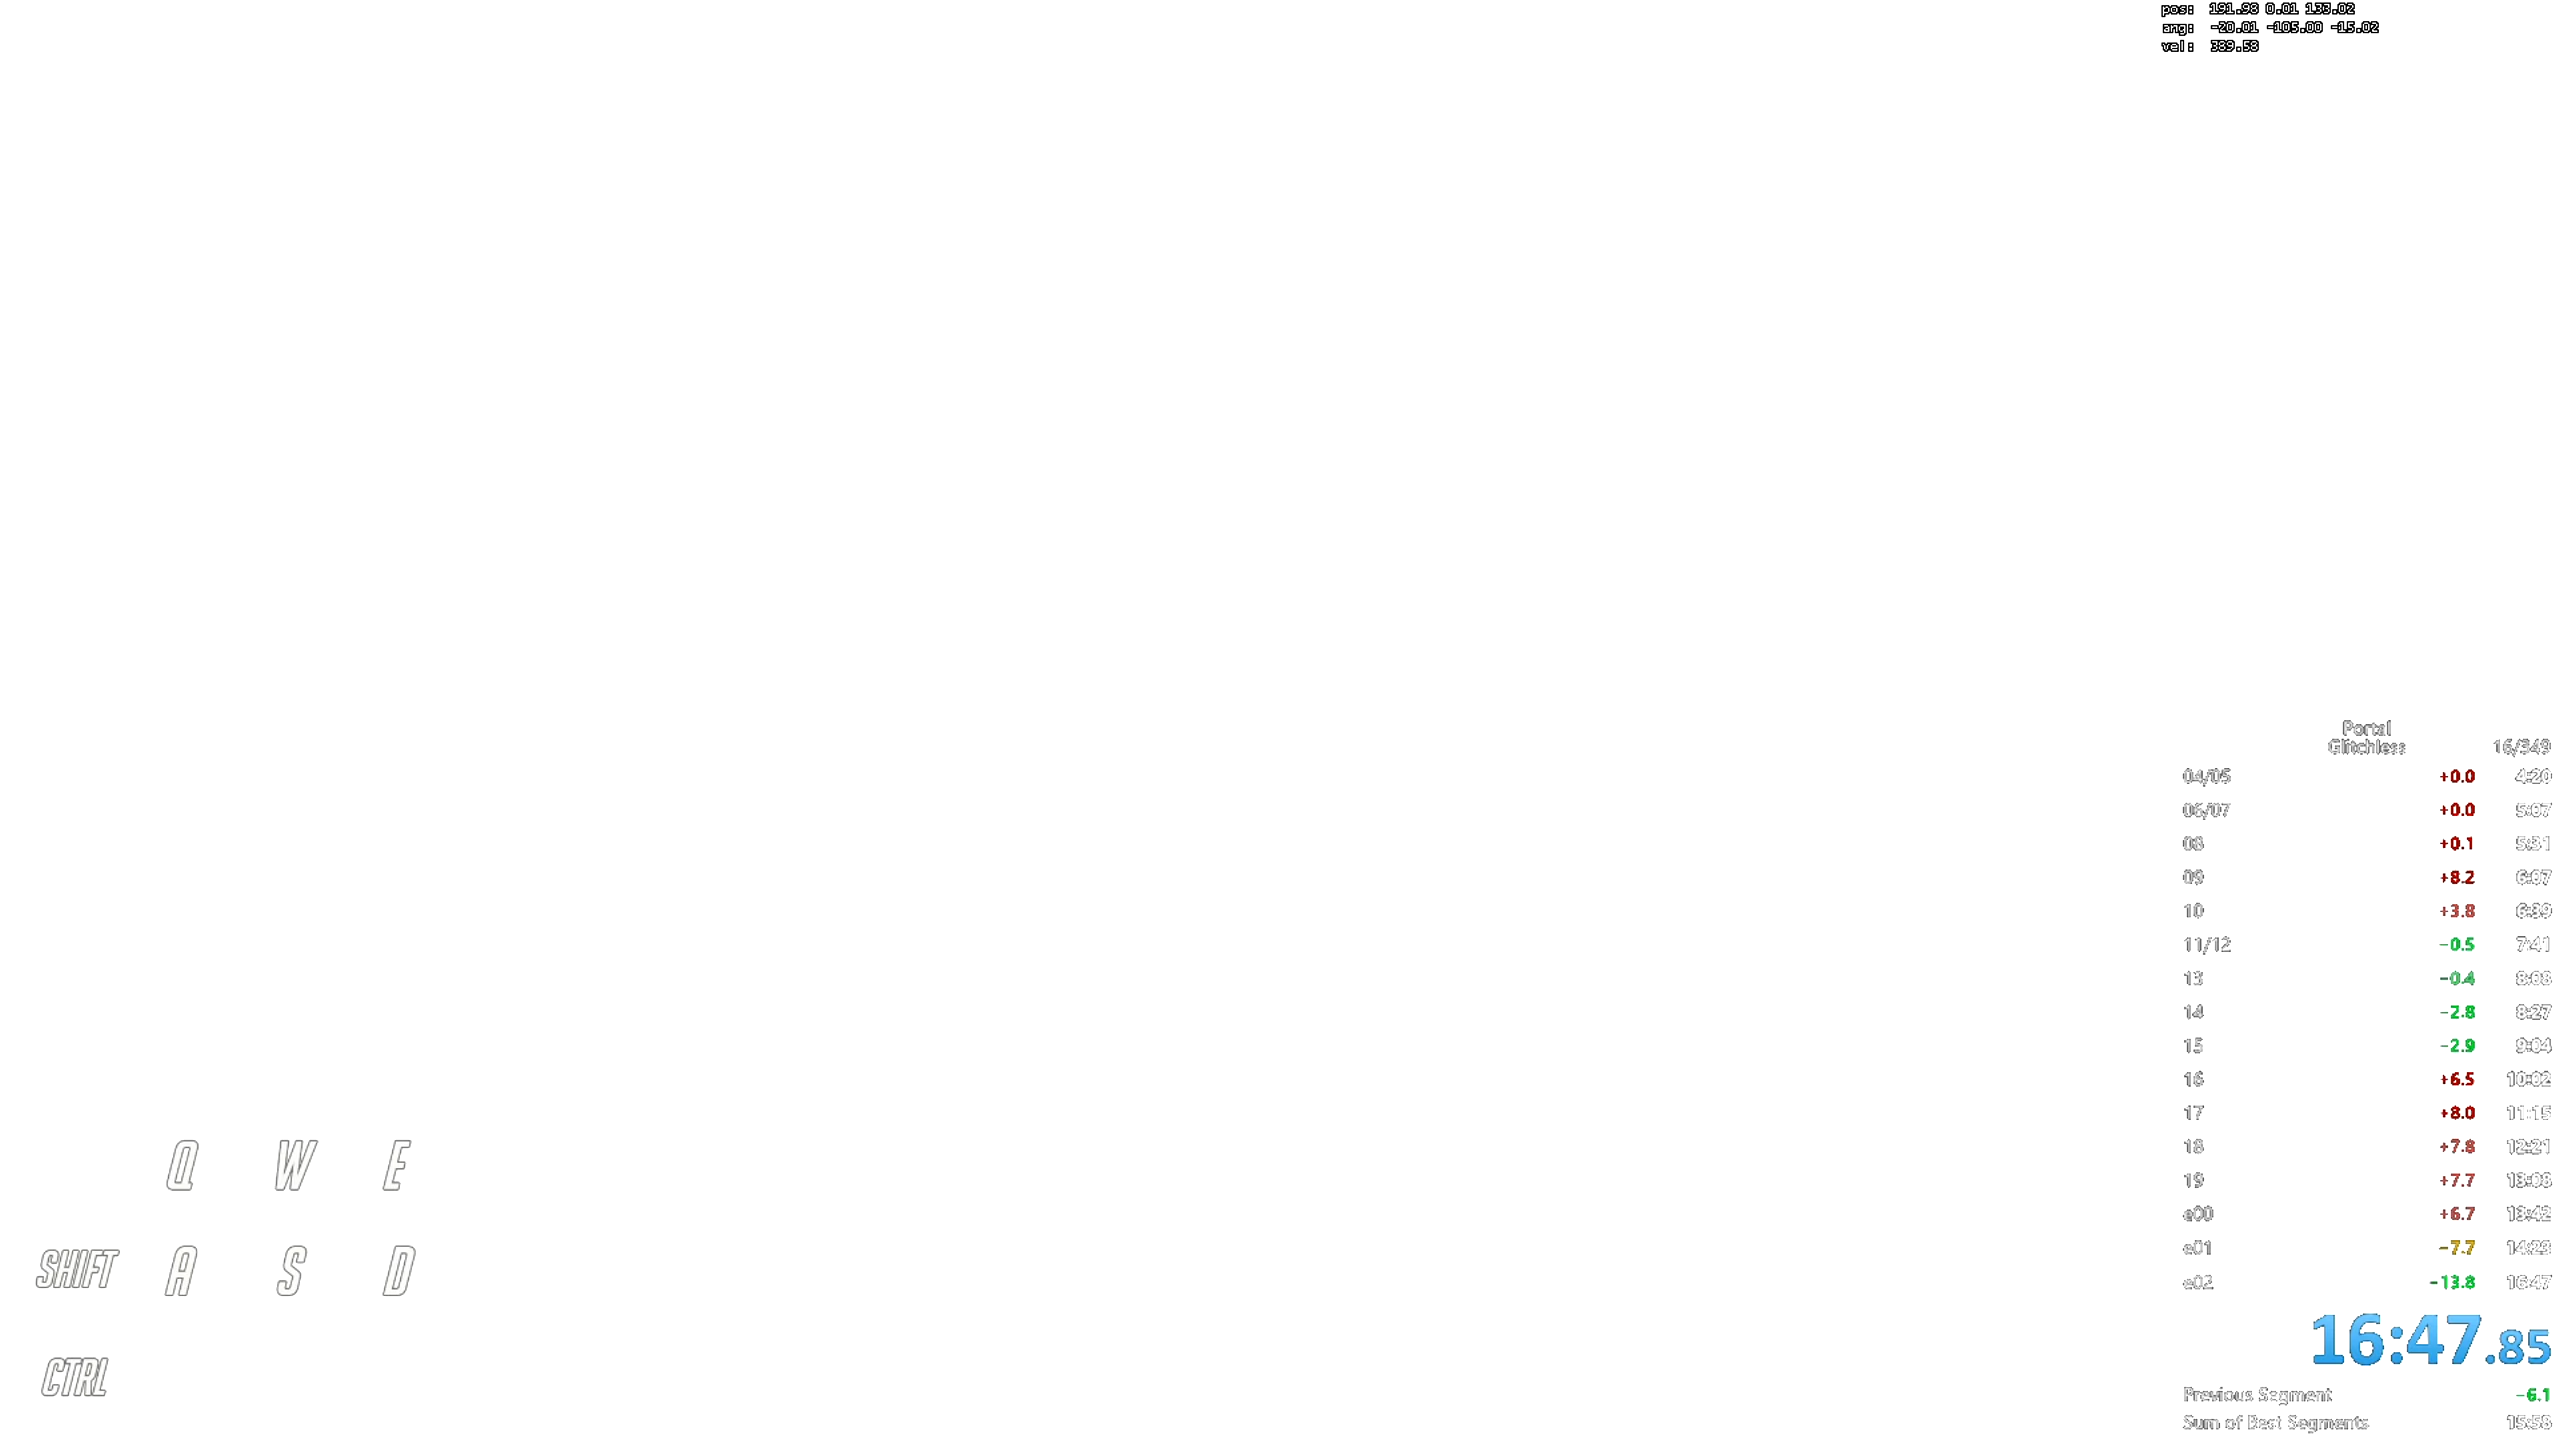 pos: 191.98 0.01 133.02
ang: -20.01 -105.00 -15.02
vel: 389.58
Portal
Glitchless 16/349
04/05 +0.0 4:20
06/07 +0.0 5:07
08 +0.1 5:31
09 +8.2 6:07
10 +3.8 6:39
11/12 -0.5 7:41
13 -0.4 8:03
14 -2.8 8:27
15 -2.9 9:04
16 +6.5 10:02
17 +8.0 11:15
18 +7.8 12:21
19 +7.7 13:08
e00 +6.7 13:42
e01 -7.7 14:23
e02 -13.8 16:47
16:47.85
Previous Segment -6.1
Sum of Best Segments 15:58
Q W E
SHIFT A S D
CTRL